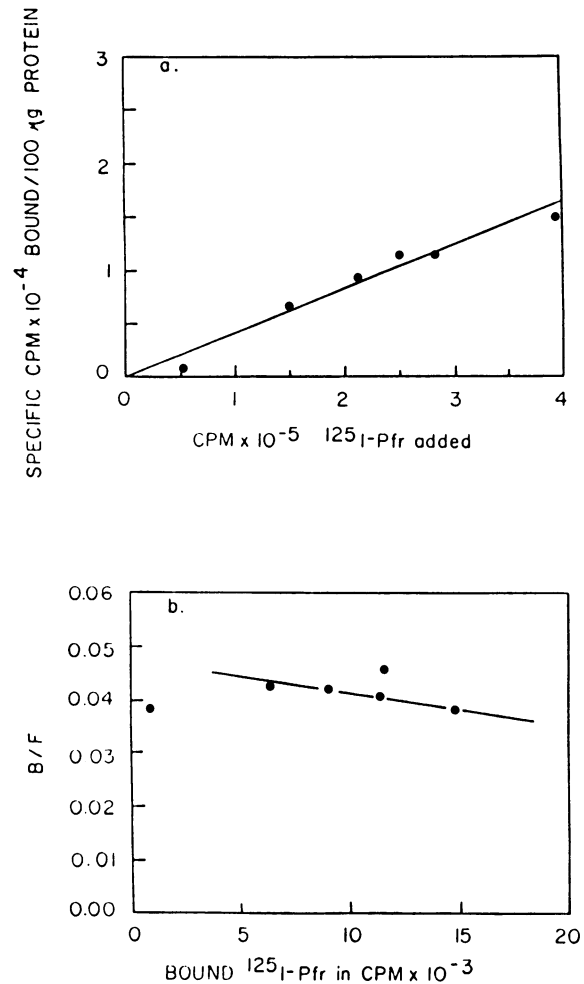 SPECIFIC CPM x 10-4 BOUND/100 μg PROTEIN
a.
3
2
1
0
0 1 2 3 4
CPM x 10-5 125I-Pfr added
b.
0.06
0.05
0.04
0.03
0.02
0.01
0.00
B/F
0 5 10 15 20
BOUND 125I-Pfr in CPM x 10-3